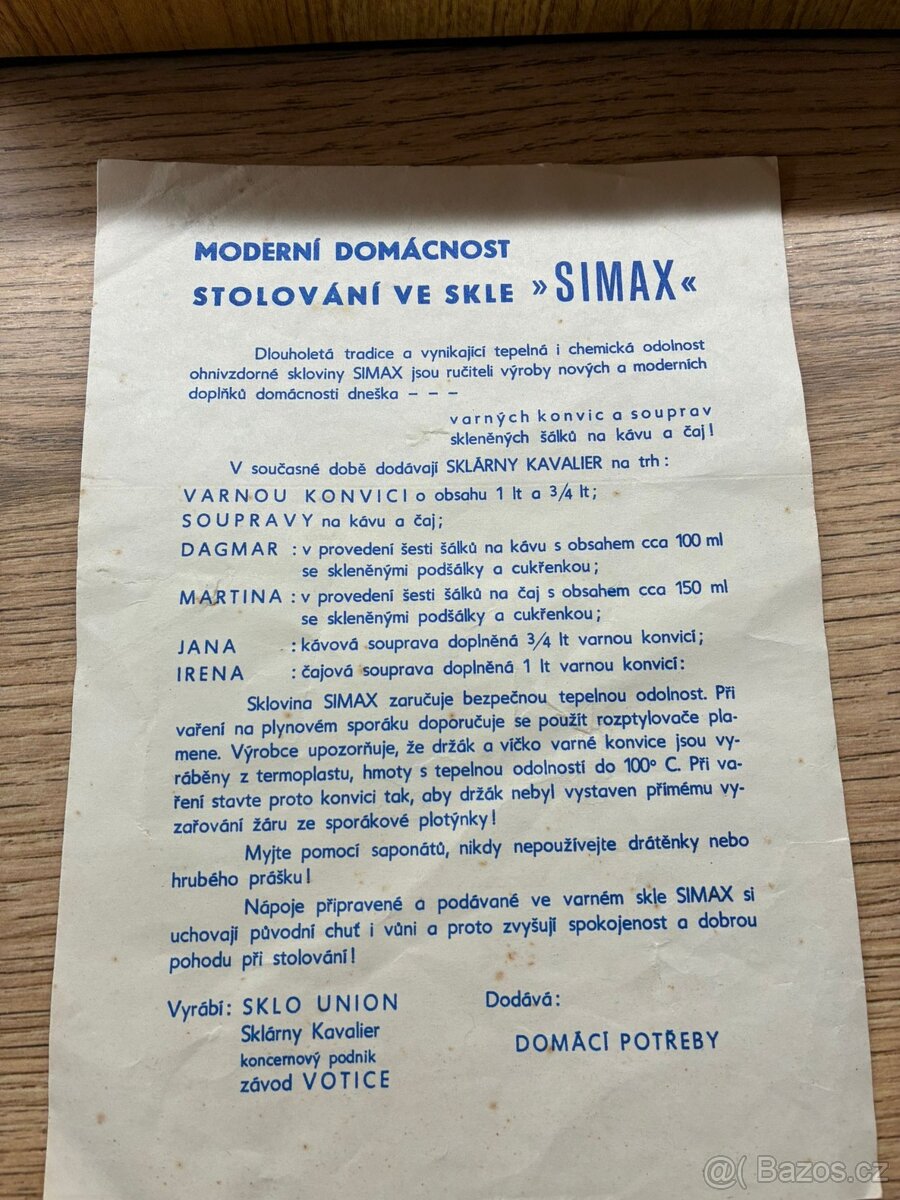 MODERNÍ DOMÁCNOST
STOLOVÁNÍ VE SKLE »SIMAX«
Dlouholetá tradice a vynikající tepelná i chemická odolnost
ohnivzdorné skloviny SIMAX jsou ručiteli výroby nových a moderních
doplňků domácnosti dneška – – –
varných konvic a souprav
skleněných šálků na kávu a čaj!
V současné době dodávají SKLÁRNY KAVALIER na trh:
VARNOU KONVICI o obsahu 1 lt a 3/4 lt;
SOUPRAVY na kávu a čaj;
DAGMAR : v provedení šesti šálků na kávu s obsahem cca 100 ml
se skleněnými podšálky a cukřenkou;
MARTINA : v provedení šesti šálků na čaj s obsahem cca 150 ml
se skleněnými podšálky a cukřenkou;
JANA : kávová souprava doplněná 3/4 lt varnou konvicí;
IRENA : čajová souprava doplněná 1 lt varnou konvicí:
Sklovina SIMAX zaručuje bezpečnou tepelnou odolnost. Při
vaření na plynovém sporáku doporučuje se použít rozptylovače pla-
mene. Výrobce upozorňuje, že držák a víčko varné konvice jsou vy-
ráběny z termoplastu, hmoty s tepelnou odolností do 100° C. Při va-
ření stavte proto konvici tak, aby držák nebyl vystaven přímému vy-
zařování žáru ze sporákové plotýnky!
Myjte pomocí saponátů, nikdy nepoužívejte drátěnky nebo
hrubého prášku!
Nápoje připravené a podávané ve varném skle SIMAX si
uchovají původní chuť i vůni a proto zvyšují spokojenost a dobrou
pohodu při stolování!
Vyrábí: SKLO UNION
Sklárny Kavalier
koncernový podnik
závod VOTICE
Dodává:
DOMÁCÍ POTŘEBY
@( Bazos.cz